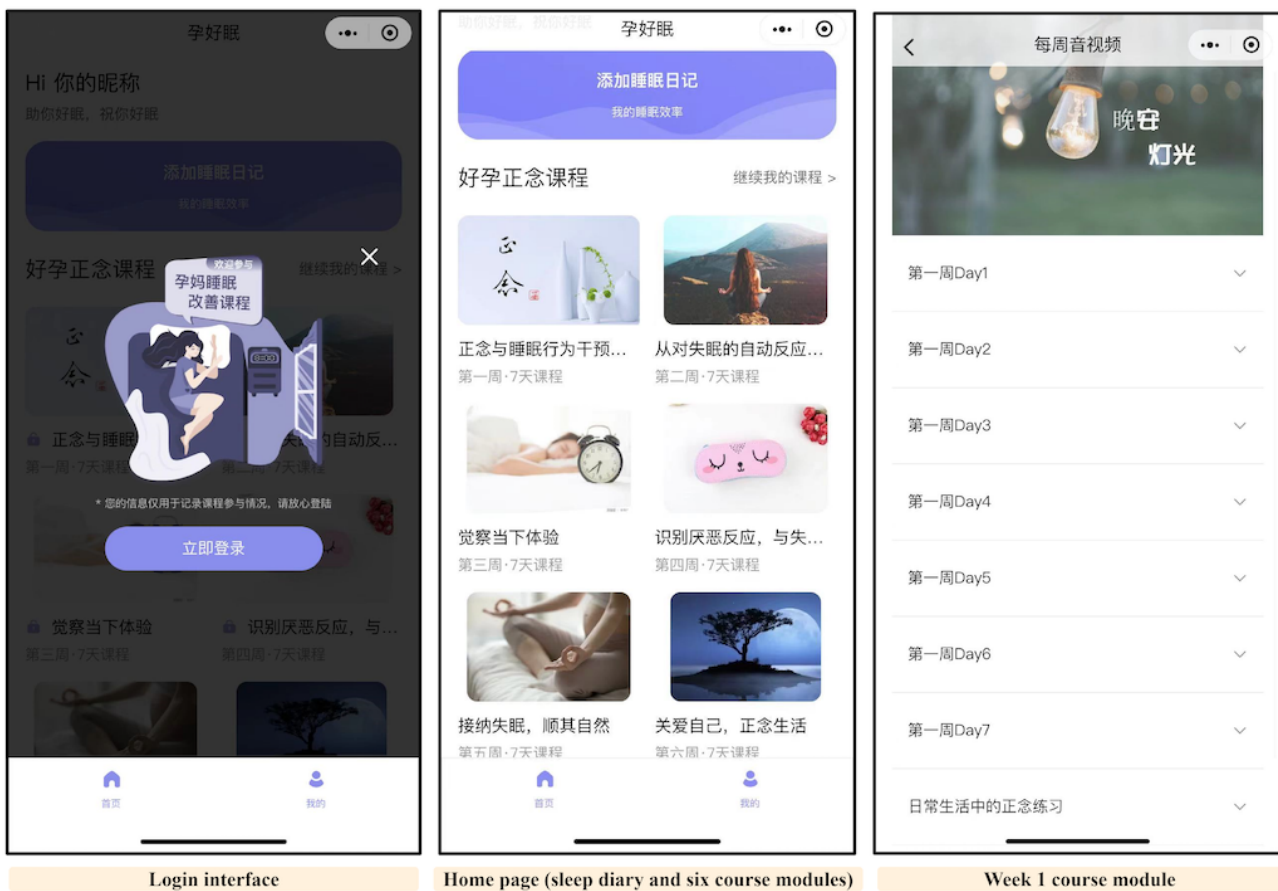 孕好眠
Hi 你的昵称
助你好眠，祝你好眠
添加睡眠日记
我的睡眠效率
好孕正念课程
继续我的课程 >
欢迎参与
孕妈睡眠
改善课程
正念
正念与睡眠
的自动反...
第一周·7天课程
第二周·7天课程
* 您的信息仅用于记录课程参与情况，请放心登陆
立即登录
觉察当下体验
识别厌恶反应，与...
第三周·7天课程
第四周·7天课程
首页
我的
Login interface
助你好眠，祝你好眠
孕好眠
添加睡眠日记
我的睡眠效率
好孕正念课程
继续我的课程 >
正念
正念与睡眠行为干预...
从对失眠的自动反应...
第一周·7天课程
第二周·7天课程
觉察当下体验
识别厌恶反应，与失...
第三周·7天课程
第四周·7天课程
接纳失眠，顺其自然
关爱自己，正念生活
第五周·7天课程
第六周·7天课程
首页
我的
Home page (sleep diary and six course modules)
每周音视频
晚安
灯光
第一周Day1
第一周Day2
第一周Day3
第一周Day4
第一周Day5
第一周Day6
第一周Day7
日常生活中的正念练习
Week 1 course module